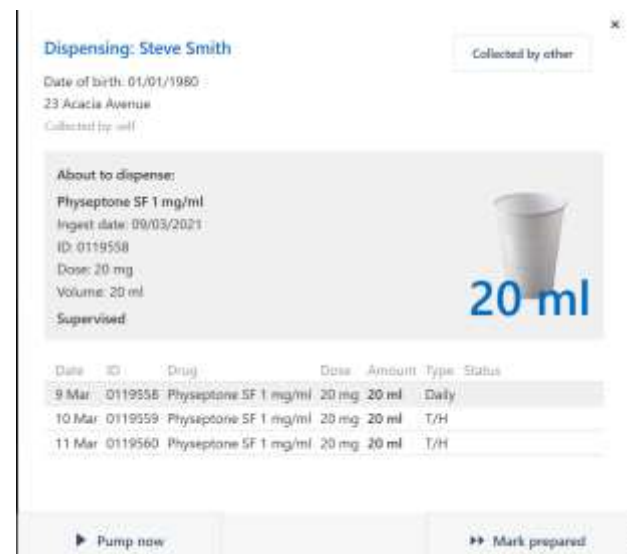 ×
Dispensing: Steve Smith
Collected by other
Date of birth: 01/01/1980
23 Acacia Avenue
Collected by: self
About to dispense:
Physeptone SF 1 mg/ml
Ingest date: 09/03/2021
ID: 0119558
Dose: 20 mg
Volume: 20 ml
20 ml
Supervised
Date ID Drug Dose Amount Type Status
9 Mar 0119558 Physeptone SF 1 mg/ml 20 mg 20 ml Daily
10 Mar 0119559 Physeptone SF 1 mg/ml 20 mg 20 ml T/H
11 Mar 0119560 Physeptone SF 1 mg/ml 20 mg 20 ml T/H
Pump now
Mark prepared